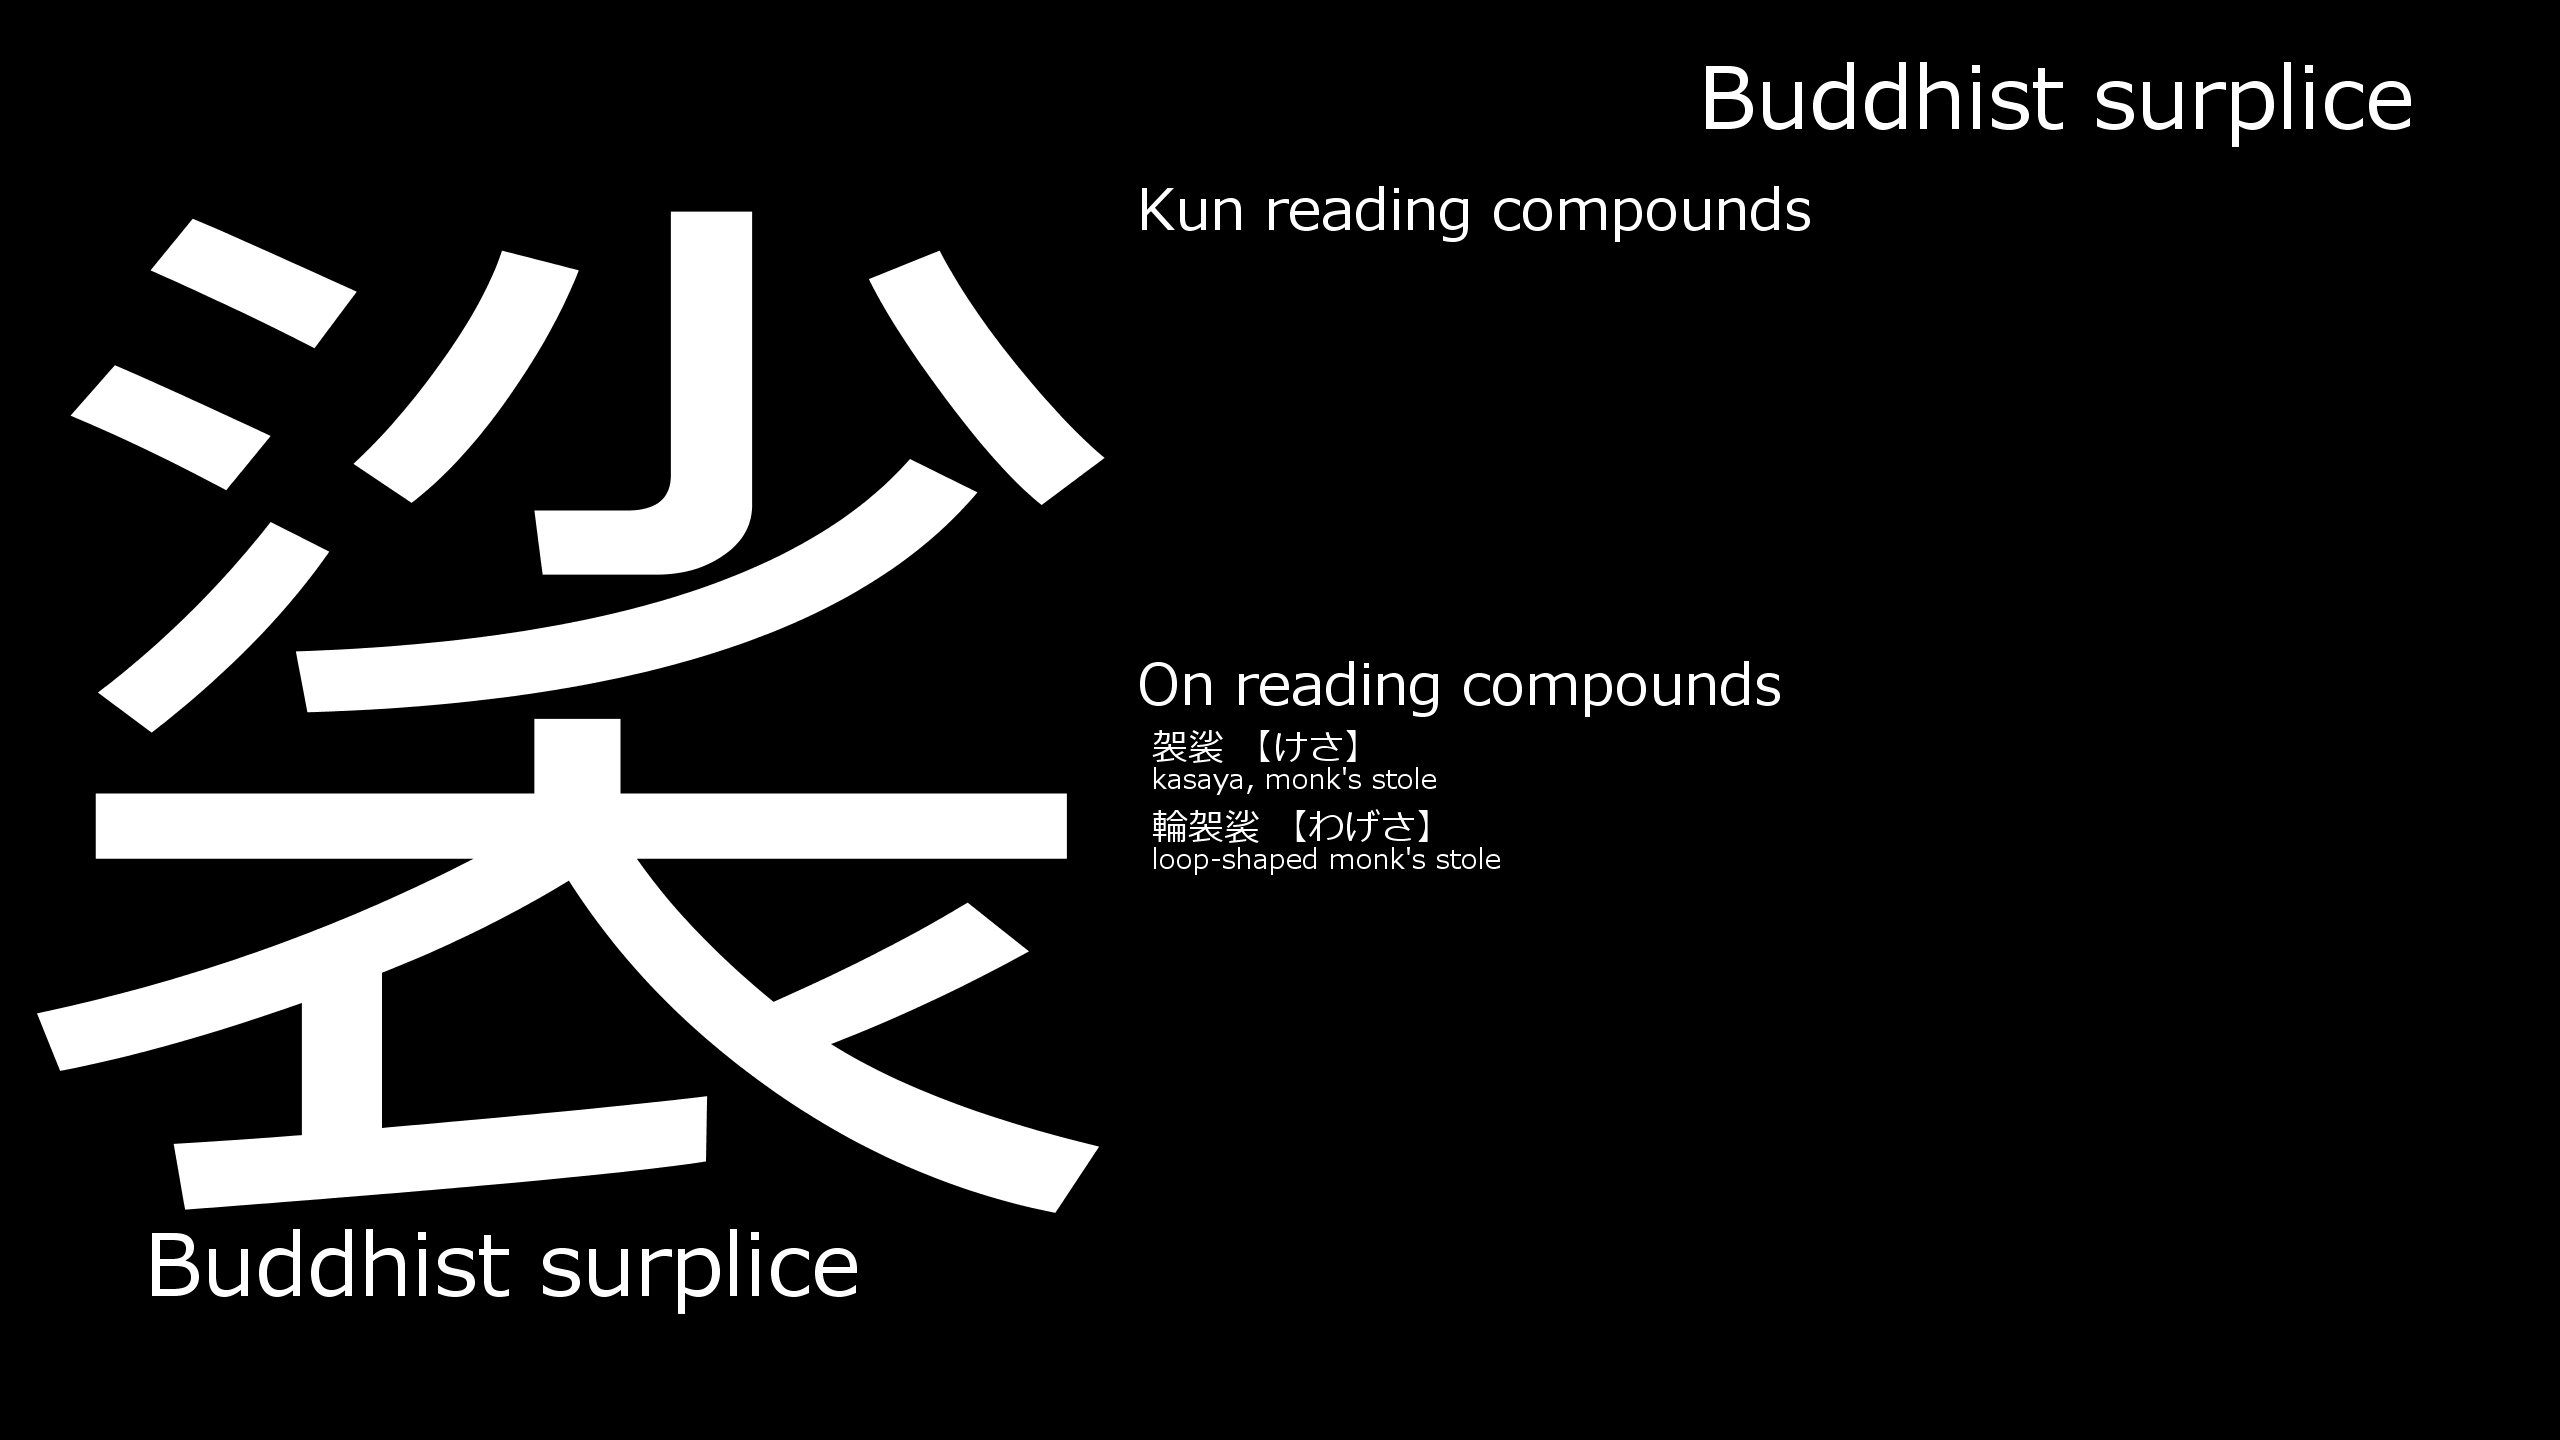 Buddhist surplice
裟
Buddhist surplice
Kun reading compounds
On reading compounds
袈裟 【けさ】
kasaya, monk's stole
輪袈裟 【わげさ】
loop-shaped monk's stole